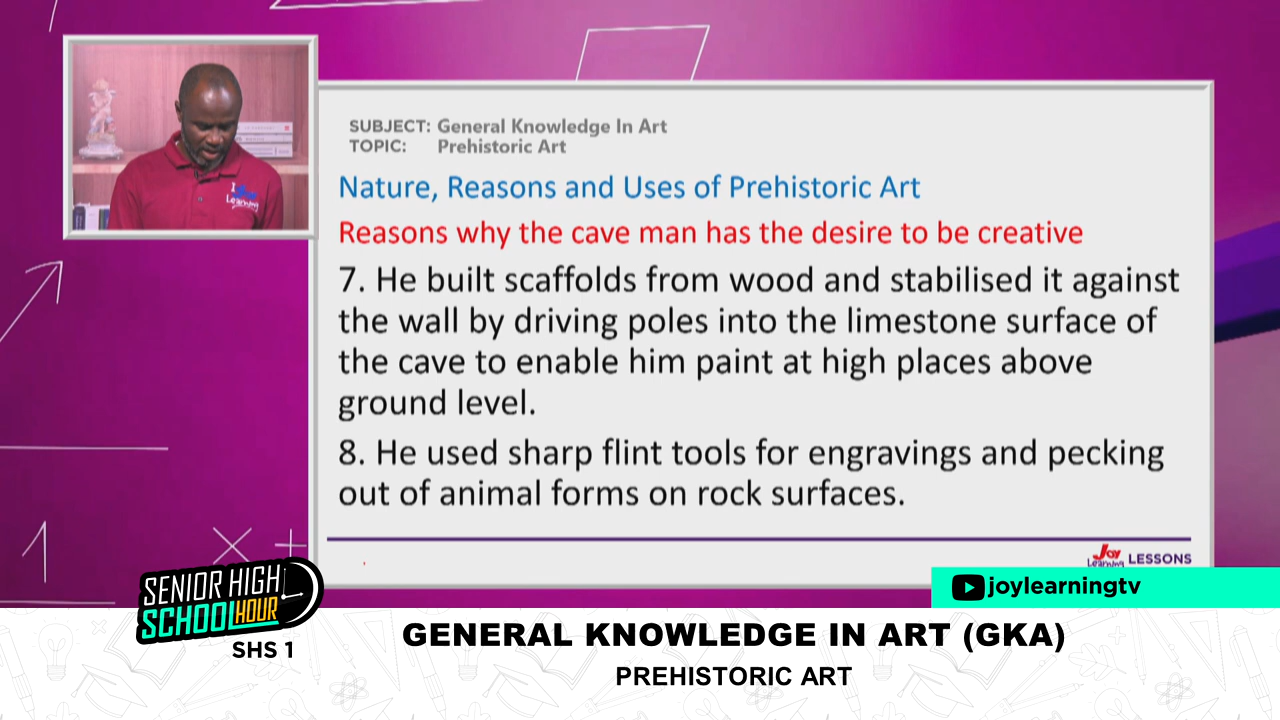 SUBJECT: General Knowledge In Art
TOPIC: Prehistoric Art
Nature, Reasons and Uses of Prehistoric Art
Reasons why the cave man has the desire to be creative
7. He built scaffolds from wood and stabilised it against
the wall by driving poles into the limestone surface of
the cave to enable him paint at high places above
ground level.
8. He used sharp flint tools for engravings and pecking
out of animal forms on rock surfaces.
Joy
Learning LESSONS
joylearningtv
SENIOR HIGH
SCHOOL HOUR
SHS 1
GENERAL KNOWLEDGE IN ART (GKA)
PREHISTORIC ART